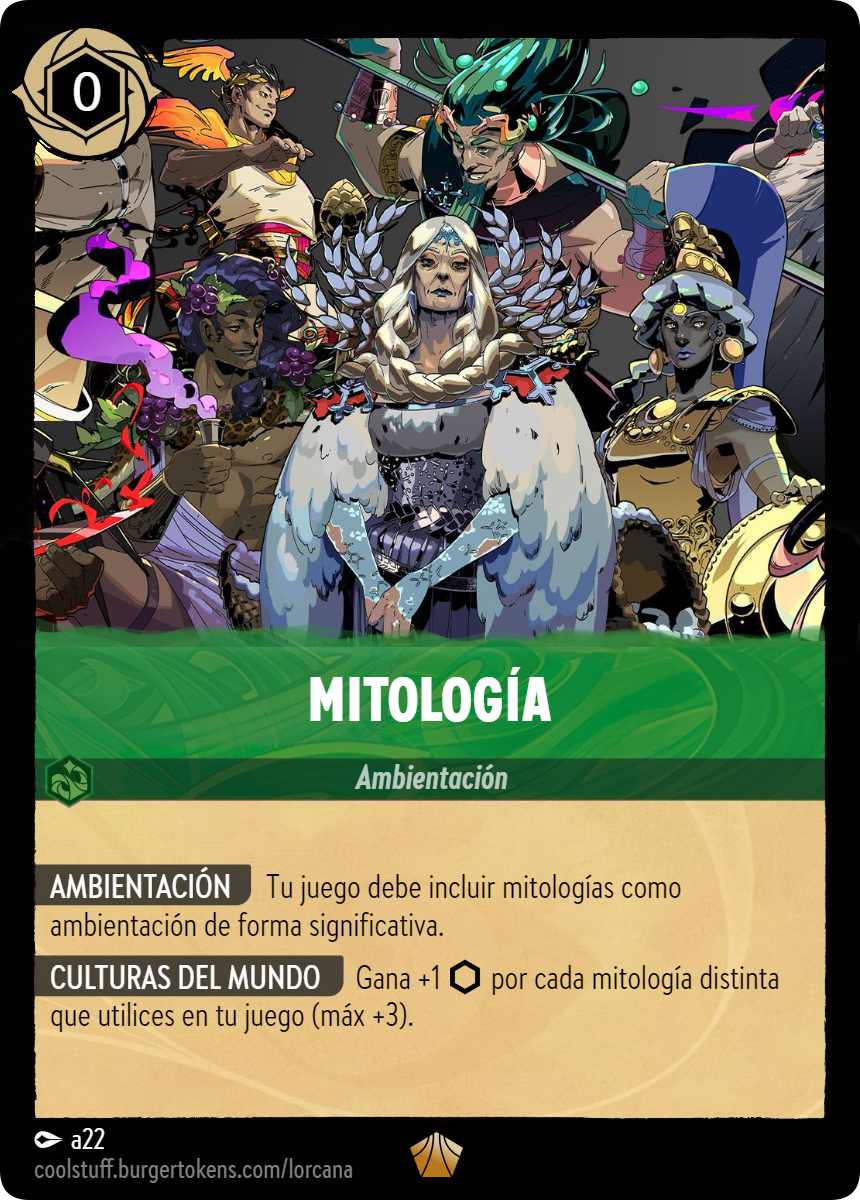 0
MITOLOGÍA
Ambientación
AMBIENTACIÓN Tu juego debe incluir mitologías como
ambientación de forma significativa.
CULTURAS DEL MUNDO Gana +1 por cada mitología distinta
que utilices en tu juego (máx +3).
a22
coolstuff.burgertokens.com/lorcana